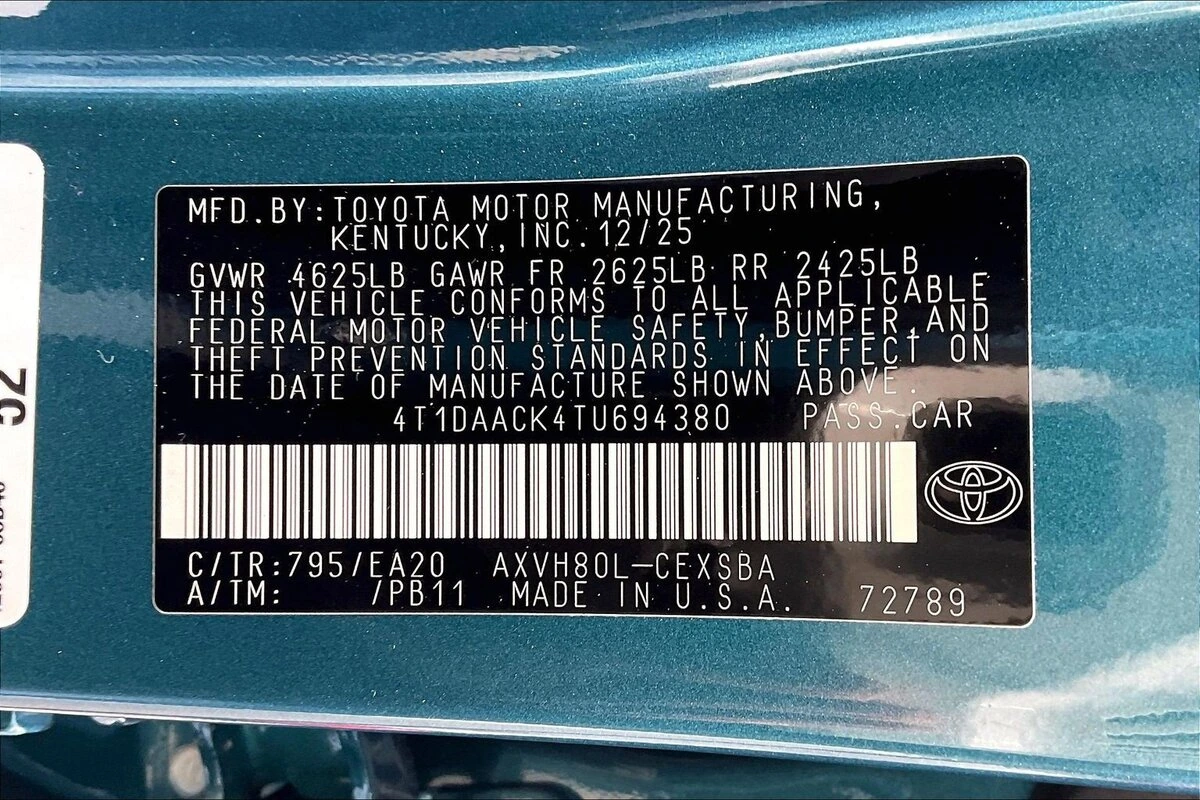 MFD.BY:TOYOTA MOTOR MANUFACTURING,
KENTUCKY,INC.12/25
GVWR 4625LB GAWR FR 2625LB RR 2425LB
THIS VEHICLE CONFORMS TO ALL APPLICABLE
FEDERAL MOTOR VEHICLE SAFETY,BUMPER,AND
THEFT PREVENTION STANDARDS IN EFFECT ON
THE DATE OF MANUFACTURE SHOWN ABOVE.
4T1DAACK4TU694380 PASS.CAR
C/TR:795/EA20 AXVH80L-CEXSBA
A/TM: /PB11 MADE IN U.S.A. 72789
52